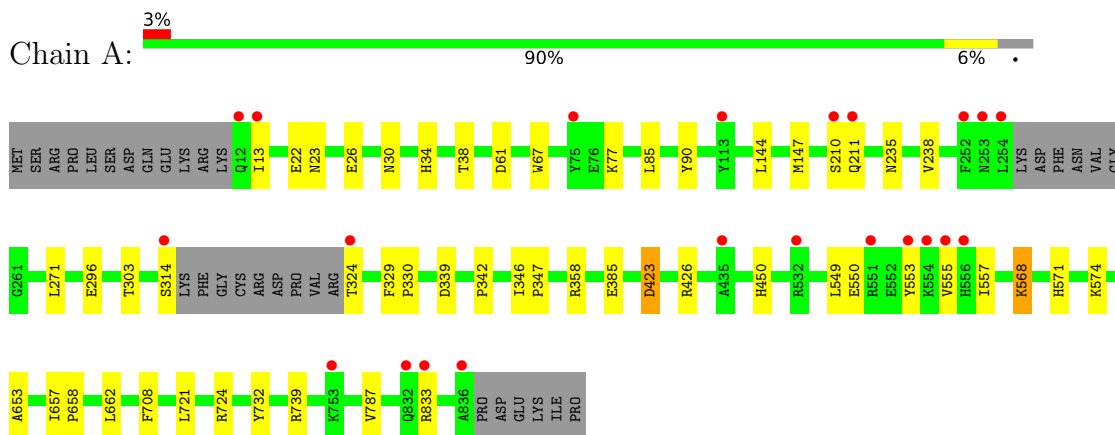 3%
Chain A:
90% 6% •
MET SER ARG PRO LEU SER ASP GLN GLU LYS ARG LYS Q12 I13 E22 N23 E26 N30 H34 T38 D61 W67 Y75 E76 K77 L85 Y90 Y113 L144 M147 S210 Q211 N235 V238 F252 N253 L254 LYS ASP PHE ASN VAL GLY
G261 L271 E296 T303 S314 LYS PHE GLY CYS ARG ASP PRO VAL ARG T324 F329 P330 D339 P342 I346 P347 R358 E385 D423 R426 A435 H450 R532 L549 E550 R551 E552 Y553 K554 V555 H556 I557 K568 H571 K574
A653 I657 P658 L662 F708 L721 R724 Y732 R739 K753 V787 Q832 R833 A836 PRO ASP GLU LYS ILE PRO